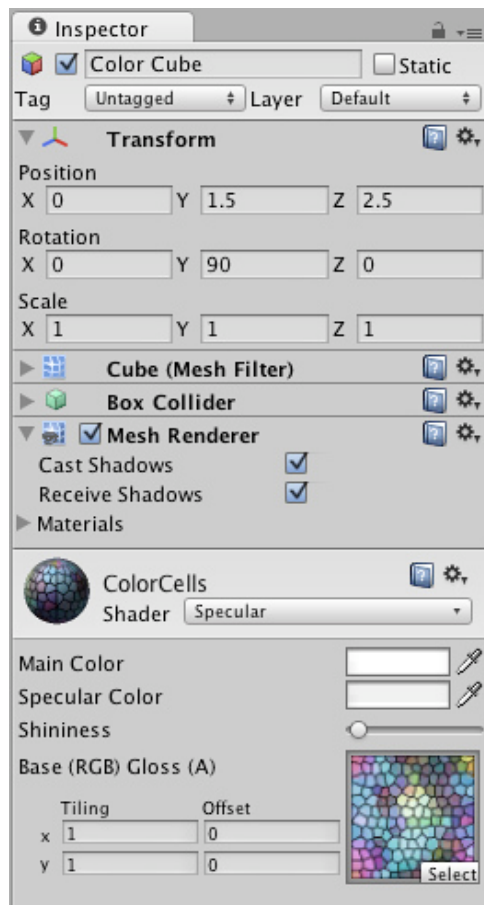 Inspector
Color Cube Static
Tag Untagged Layer Default
Transform
Position
X 0 Y 1.5 Z 2.5
Rotation
X 0 Y 90 Z 0
Scale
X 1 Y 1 Z 1
Cube (Mesh Filter)
Box Collider
Mesh Renderer
Cast Shadows
Receive Shadows
Materials
ColorCells
Shader Specular
Main Color
Specular Color
Shininess
Base (RGB) Gloss (A)
Tiling Offset
x 1 0
y 1 0
Select